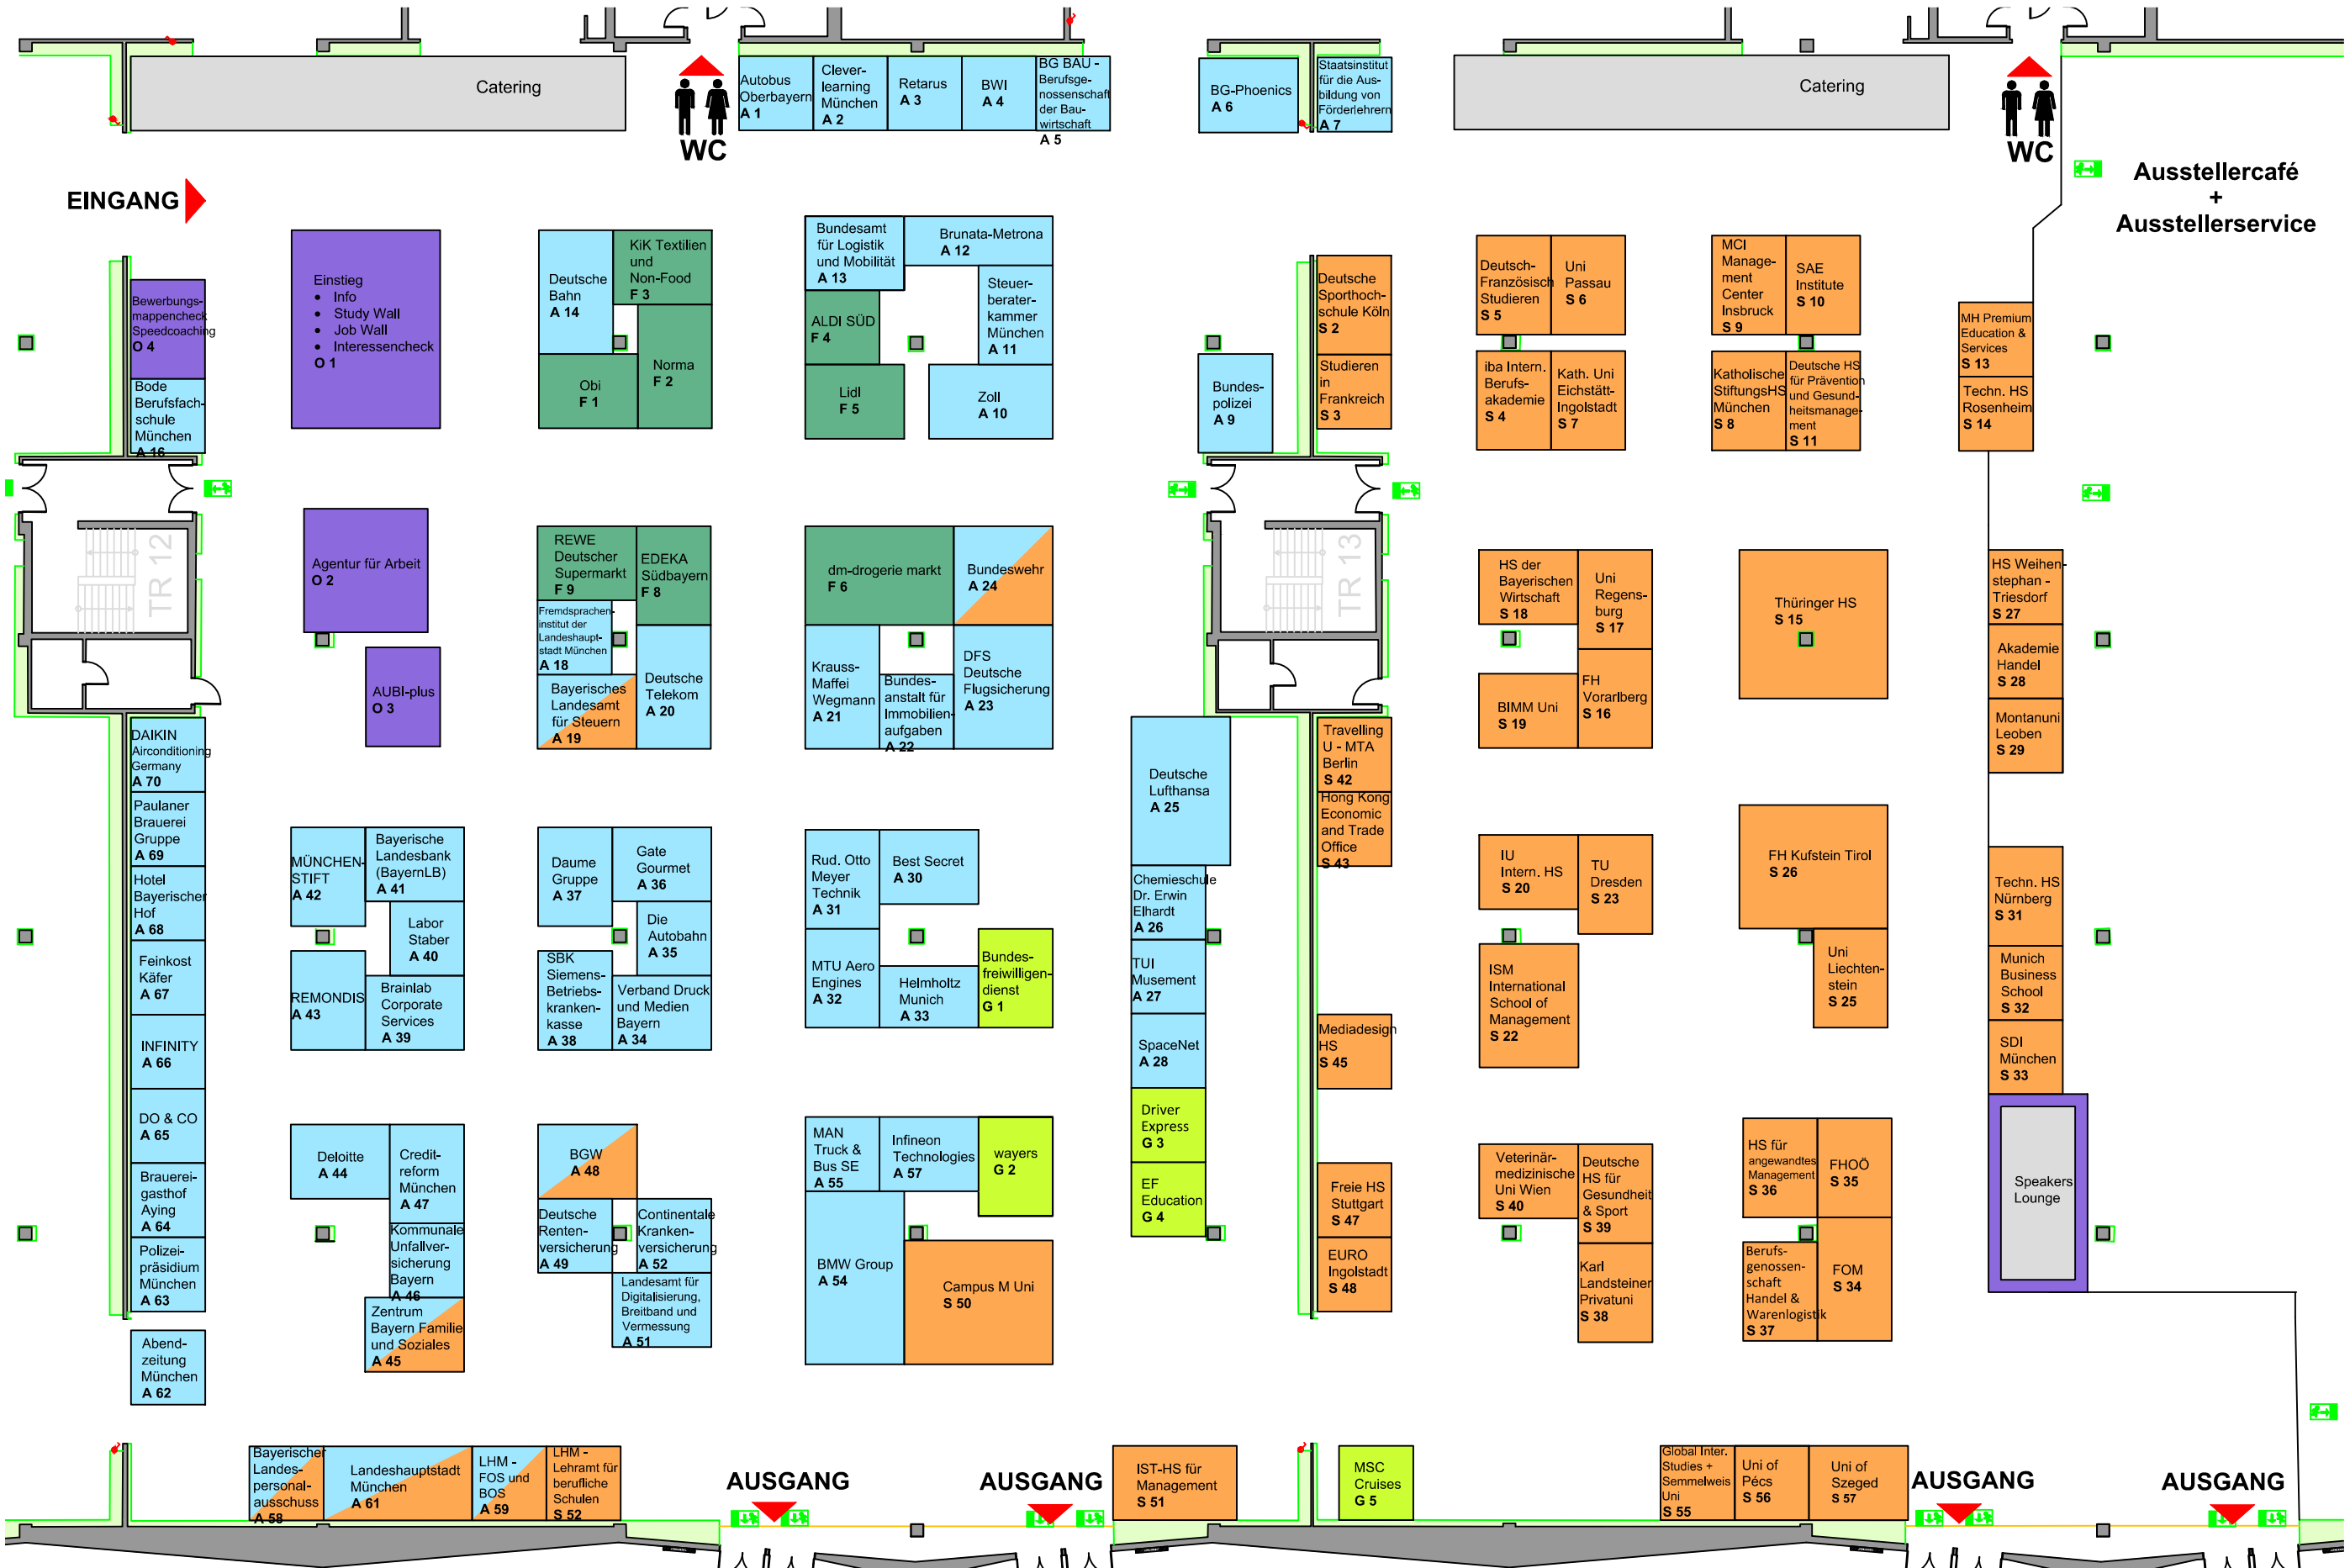 Catering
WC
Autobus
Oberbayern
A 1
Clever-
learning
München
A 2
Retarus
A 3
BWI
A 4
BG BAU -
Berufsge-
nossenschaft
der Bau-
wirtschaft
A 5
BG-Phoenics
A 6
Staatsinstitut
für die Aus-
bildung von
Förderlehrern
A 7
Catering
WC
Ausstellercafé
+
Ausstellerservice
EINGANG
Bewerbungs-
mappencheck
Speedcoaching
O 4
Bode
Berufsfach-
schule
München
A 16
Einstieg
• Info
• Study Wall
• Job Wall
• Interessencheck
O 1
Deutsche
Bahn
A 14
KiK Textilien
und
Non-Food
F 3
Norma
F 2
Obi
F 1
Bundesamt
für Logistik
und Mobilität
A 13
Brunata-Metrona
A 12
Steuer-
berater-
kammer
München
A 11
ALDI SÜD
F 4
Lidl
F 5
Zoll
A 10
Bundes-
polizei
A 9
Deutsche
Sporthoch-
schule Köln
S 2
Studieren
in
Frankreich
S 3
Deutsch-
Französisch
Studieren
S 5
Uni
Passau
S 6
iba Intern.
Berufs-
akademie
S 4
Kath. Uni
Eichstätt-
Ingolstadt
S 7
MCI
Manage-
ment
Center
Insbruck
S 9
SAE
Institute
S 10
Katholische
StiftungsHS
München
S 8
Deutsche HS
für Prävention
und Gesund-
heitsmanage-
ment
S 11
MH Premium
Education &
Services
S 13
Techn. HS
Rosenheim
S 14
TR 12
Agentur für Arbeit
O 2
AUBI-plus
O 3
REWE
Deutscher
Supermarkt
F 9
EDEKA
Südbayern
F 8
Fremdsprachen-
institut der
Landeshaupt-
stadt München
A 18
Bayerisches
Landesamt
für Steuern
A 19
Deutsche
Telekom
A 20
dm-drogerie markt
F 6
Bundeswehr
A 24
Krauss-
Maffei
Wegmann
A 21
Bundes-
anstalt für
Immobilien-
aufgaben
A 22
DFS
Deutsche
Flugsicherung
A 23
TR 13
HS der
Bayerischen
Wirtschaft
S 18
Uni
Regens-
burg
S 17
BIMM Uni
S 19
FH
Vorarlberg
S 16
Thüringer HS
S 15
HS Weihen-
stephan -
Triesdorf
S 27
Akademie
Handel
S 28
Montanuni
Leoben
S 29
DAIKIN
Airconditioning
Germany
A 70
Paulaner
Brauerei
Gruppe
A 69
Hotel
Bayerischer
Hof
A 68
Feinkost
Käfer
A 67
INFINITY
A 66
DO & CO
A 65
Brauerei-
gasthof
Aying
A 64
Polizei-
präsidium
München
A 63
Abend-
zeitung
München
A 62
MÜNCHEN-
STIFT
A 42
Bayerische
Landesbank
(BayernLB)
A 41
Labor
Staber
A 40
REMONDIS
A 43
Brainlab
Corporate
Services
A 39
Daume
Gruppe
A 37
Gate
Gourmet
A 36
Die
Autobahn
A 35
SBK
Siemens-
Betriebs-
kranken-
kasse
A 38
Verband Druck
und Medien
Bayern
A 34
Rud. Otto
Meyer
Technik
A 31
Best Secret
A 30
MTU Aero
Engines
A 32
Helmholtz
Munich
A 33
Bundes-
freiwilligen-
dienst
G 1
Deutsche
Lufthansa
A 25
Chemieschule
Dr. Erwin
Elhardt
A 26
TUI
Musement
A 27
SpaceNet
A 28
Driver
Express
G 3
EF
Education
G 4
Travelling
U - MTA
Berlin
S 42
Hong Kong
Economic
and Trade
Office
S 43
Mediadesign
HS
S 45
Freie HS
Stuttgart
S 47
EURO
Ingolstadt
S 48
IU
Intern. HS
S 20
TU
Dresden
S 23
ISM
International
School of
Management
S 22
FH Kufstein Tirol
S 26
Uni
Liechten-
stein
S 25
Techn. HS
Nürnberg
S 31
Munich
Business
School
S 32
SDI
München
S 33
Speakers
Lounge
Deloitte
A 44
Credit-
reform
München
A 47
Kommunale
Unfallver-
sicherung
Bayern
A 46
Zentrum
Bayern Familie
und Soziales
A 45
BGW
A 48
Deutsche
Renten-
versicherung
A 49
Continentale
Kranken-
versicherung
A 52
Landesamt für
Digitalisierung,
Breitband und
Vermessung
A 51
MAN
Truck &
Bus SE
A 55
Infineon
Technologies
A 57
wayers
G 2
BMW Group
A 54
Campus M Uni
S 50
Veterinär-
medizinische
Uni Wien
S 40
Deutsche
HS für
Gesundheit
& Sport
S 39
Karl
Landsteiner
Privatuni
S 38
HS für
angewandtes
Management
S 36
FHOÖ
S 35
Berufs-
genossen-
schaft
Handel &
Warenlogistik
S 37
FOM
S 34
Bayerischer
Landes-
personal-
ausschuss
A 58
Landeshauptstadt
München
A 61
LHM -
FOS und
BOS
A 59
LHM -
Lehramt für
berufliche
Schulen
S 52
AUSGANG
AUSGANG
IST-HS für
Management
S 51
MSC
Cruises
G 5
Global Inter.
Studies +
Semmelweis
Uni
S 55
Uni of
Pécs
S 56
Uni of
Szeged
S 57
AUSGANG
AUSGANG